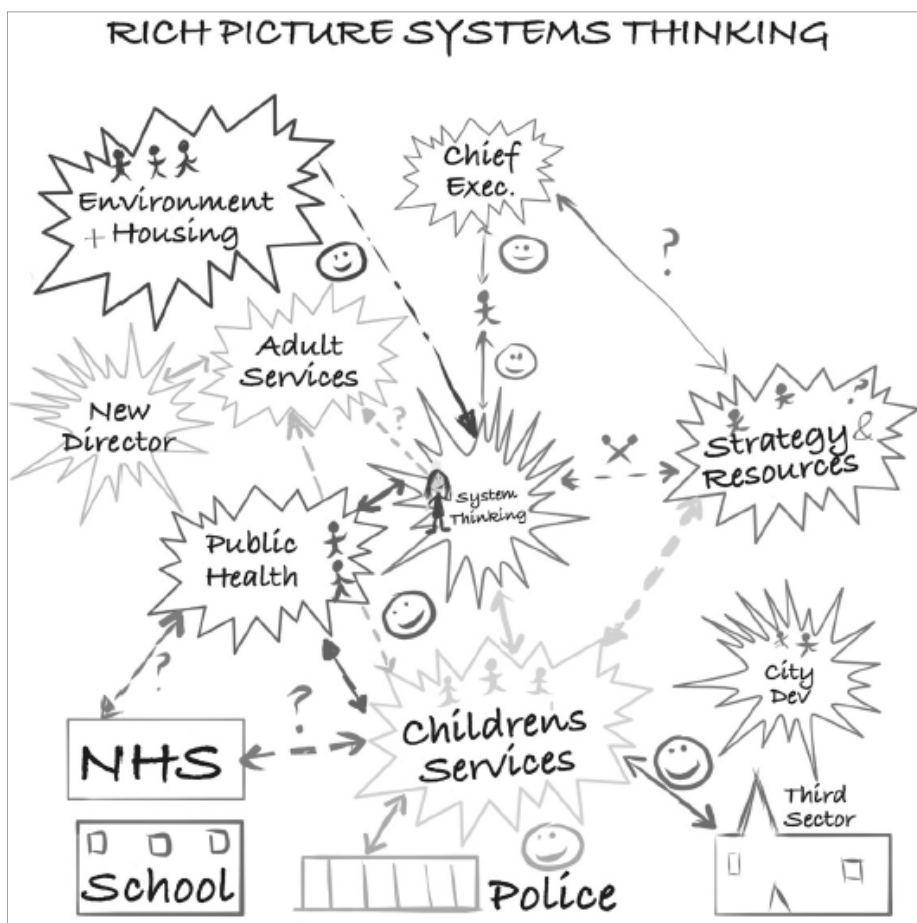 RICH PICTURE SYSTEMS THINKING
Chief
Exec.
Environment
+ Housing
?
Adult
Services
New
Director
?
?
Strategy &
Resources
System
Thinking
Public
Health
City
Dev
?
?
NHS
Childrens
Services
Third
Sector
School
Police